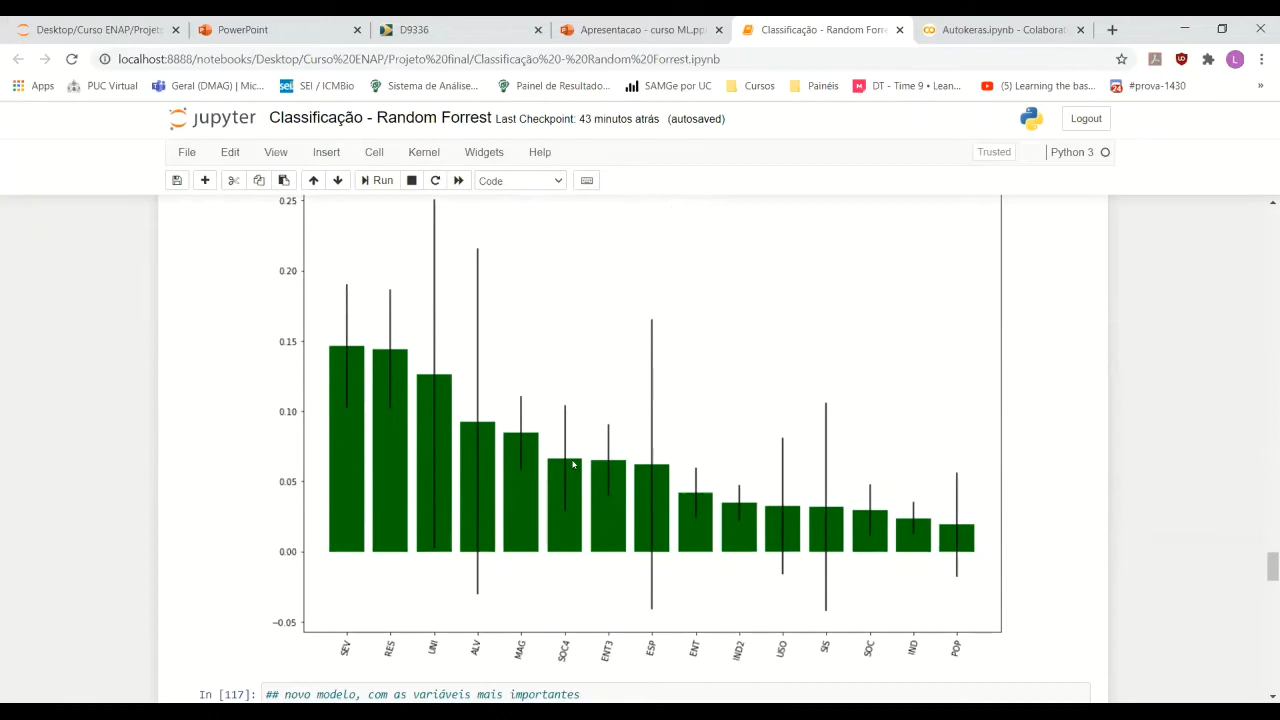 Desktop/Curso ENAP/Projeto PowerPoint D9336 Apresentacao - curso ML.pp Classificação - Random Forre Autokeras.ipynb - Colaborat
localhost:8888/notebooks/Desktop/Curso%20ENAP/Projeto%20Final/Classificação%20-%20Random%20Forrest.ipynb
Apps PUC Virtual Geral (DMAG) | Mic... SEI / ICMBio Sistema de Análise... Painel de Resultado... SAMGe por UC Cursos Painéis DT - Time 9 • Lean... (5) Learning the bas... #prova-1430 »
jupyter Classificação - Random Forrest Last Checkpoint: 43 minutos atrás (autosaved) Logout
File Edit View Insert Cell Kernel Widgets Help Trusted Python 3
Run Code
0.25
0.20
0.15
0.10
0.05
0.00
−0.05
SEV RES UNI ALV MAG SOC4 ENT3 ESP ENT IND2 USO SIS SOC IND POP
In [117]: ## novo modelo, com as variáveis mais importantes